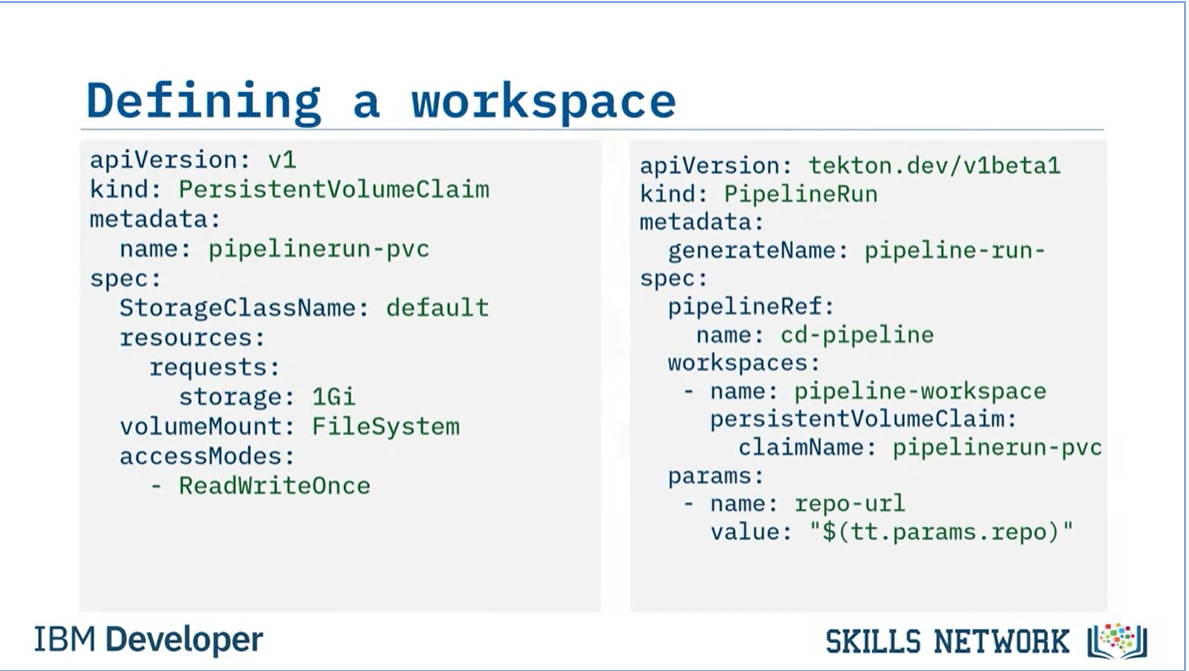 Defining a workspace
apiVersion: v1
kind: PersistentVolumeClaim
metadata:
  name: pipelinerun-pvc
spec:
  StorageClassName: default
  resources:
    requests:
      storage: 1Gi
  volumeMount: FileSystem
  accessModes:
    - ReadWriteOnce
apiVersion: tekton.dev/v1beta1
kind: PipelineRun
metadata:
  generateName: pipeline-run-
spec:
  pipelineRef:
    name: cd-pipeline
  workspaces:
   - name: pipeline-workspace
     persistentVolumeClaim:
       claimName: pipelinerun-pvc
  params:
   - name: repo-url
     value: "$(tt.params.repo)"
IBM Developer
SKILLS NETWORK